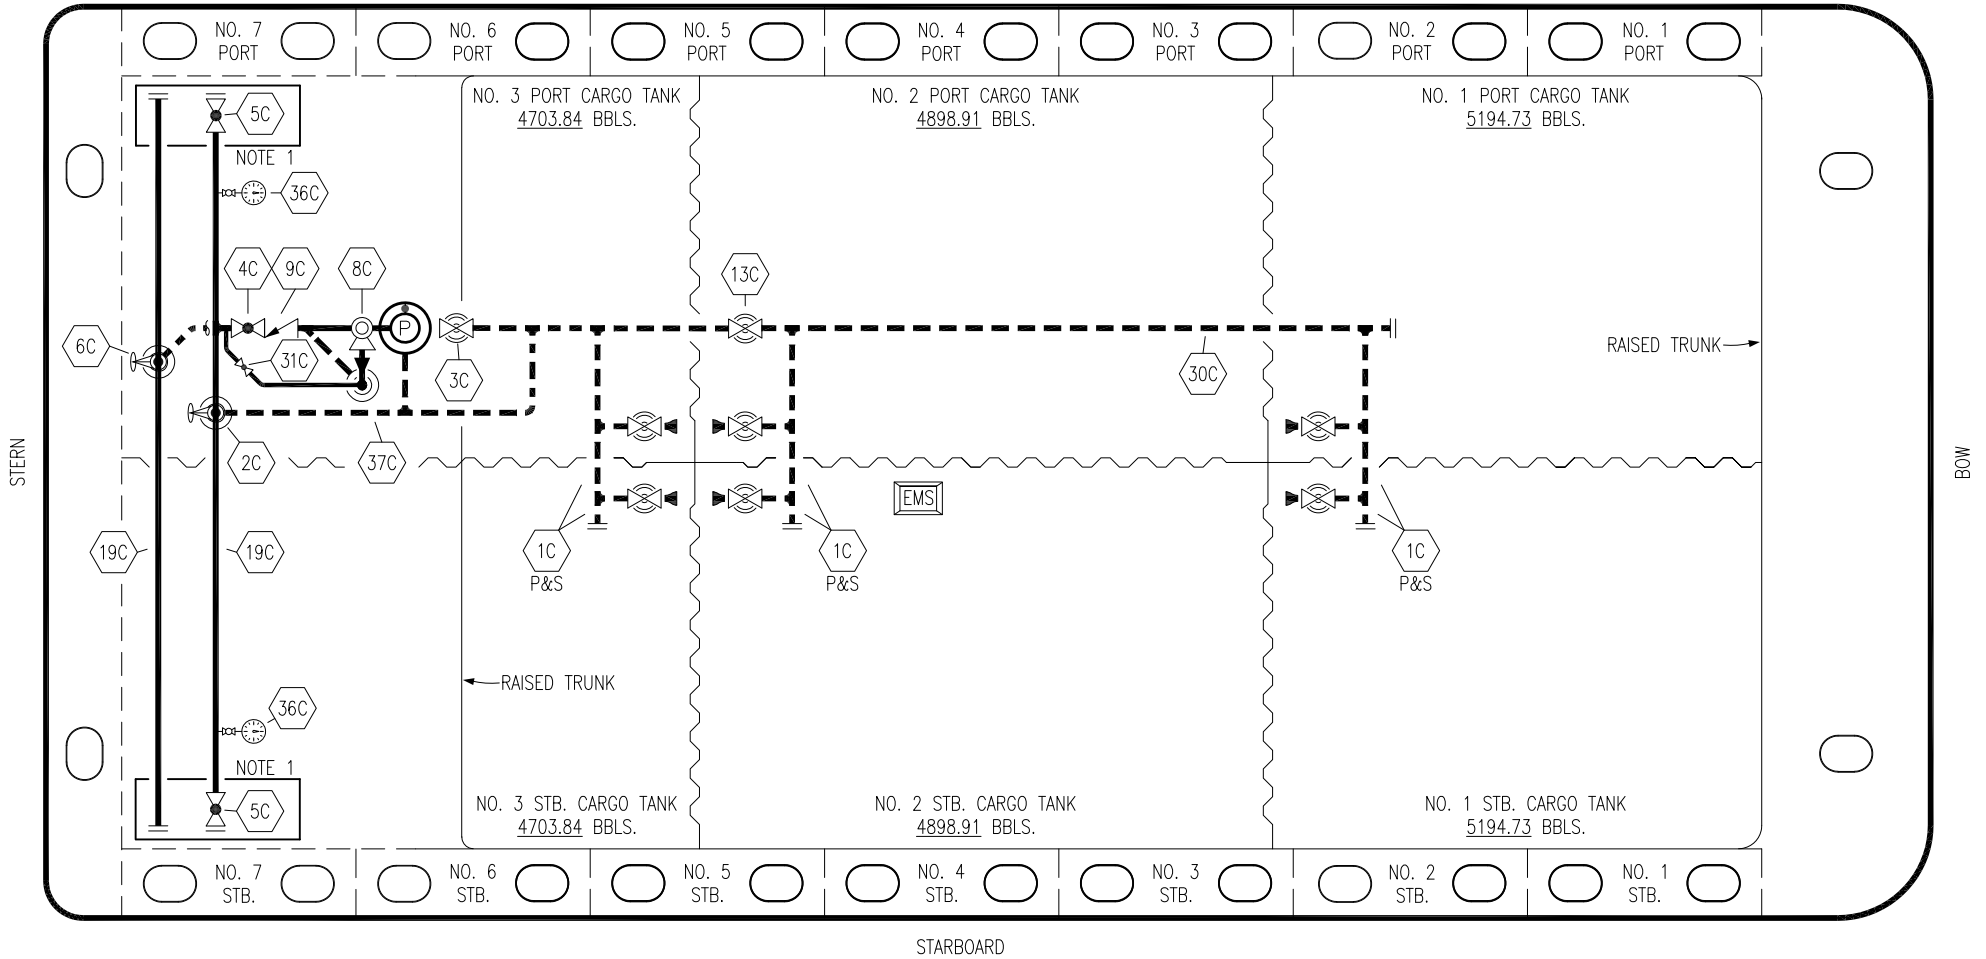 NO. 7
PORT
NO. 6
PORT
NO. 5
PORT
NO. 4
PORT
NO. 3
PORT
NO. 2
PORT
NO. 1
PORT
NO. 3 PORT CARGO TANK
4703.84 BBLS.
NO. 2 PORT CARGO TANK
4898.91 BBLS.
NO. 1 PORT CARGO TANK
5194.73 BBLS.
5C
NOTE 1
36C
4C
9C
8C
13C
P
6C
31C
3C
30C
RAISED TRUNK
2C
37C
STERN
BOW
EMS
19C
19C
1C
P&S
1C
P&S
1C
P&S
RAISED TRUNK
36C
NOTE 1
5C
NO. 3 STB. CARGO TANK
4703.84 BBLS.
NO. 2 STB. CARGO TANK
4898.91 BBLS.
NO. 1 STB. CARGO TANK
5194.73 BBLS.
NO. 7
STB.
NO. 6
STB.
NO. 5
STB.
NO. 4
STB.
NO. 3
STB.
NO. 2
STB.
NO. 1
STB.
STARBOARD